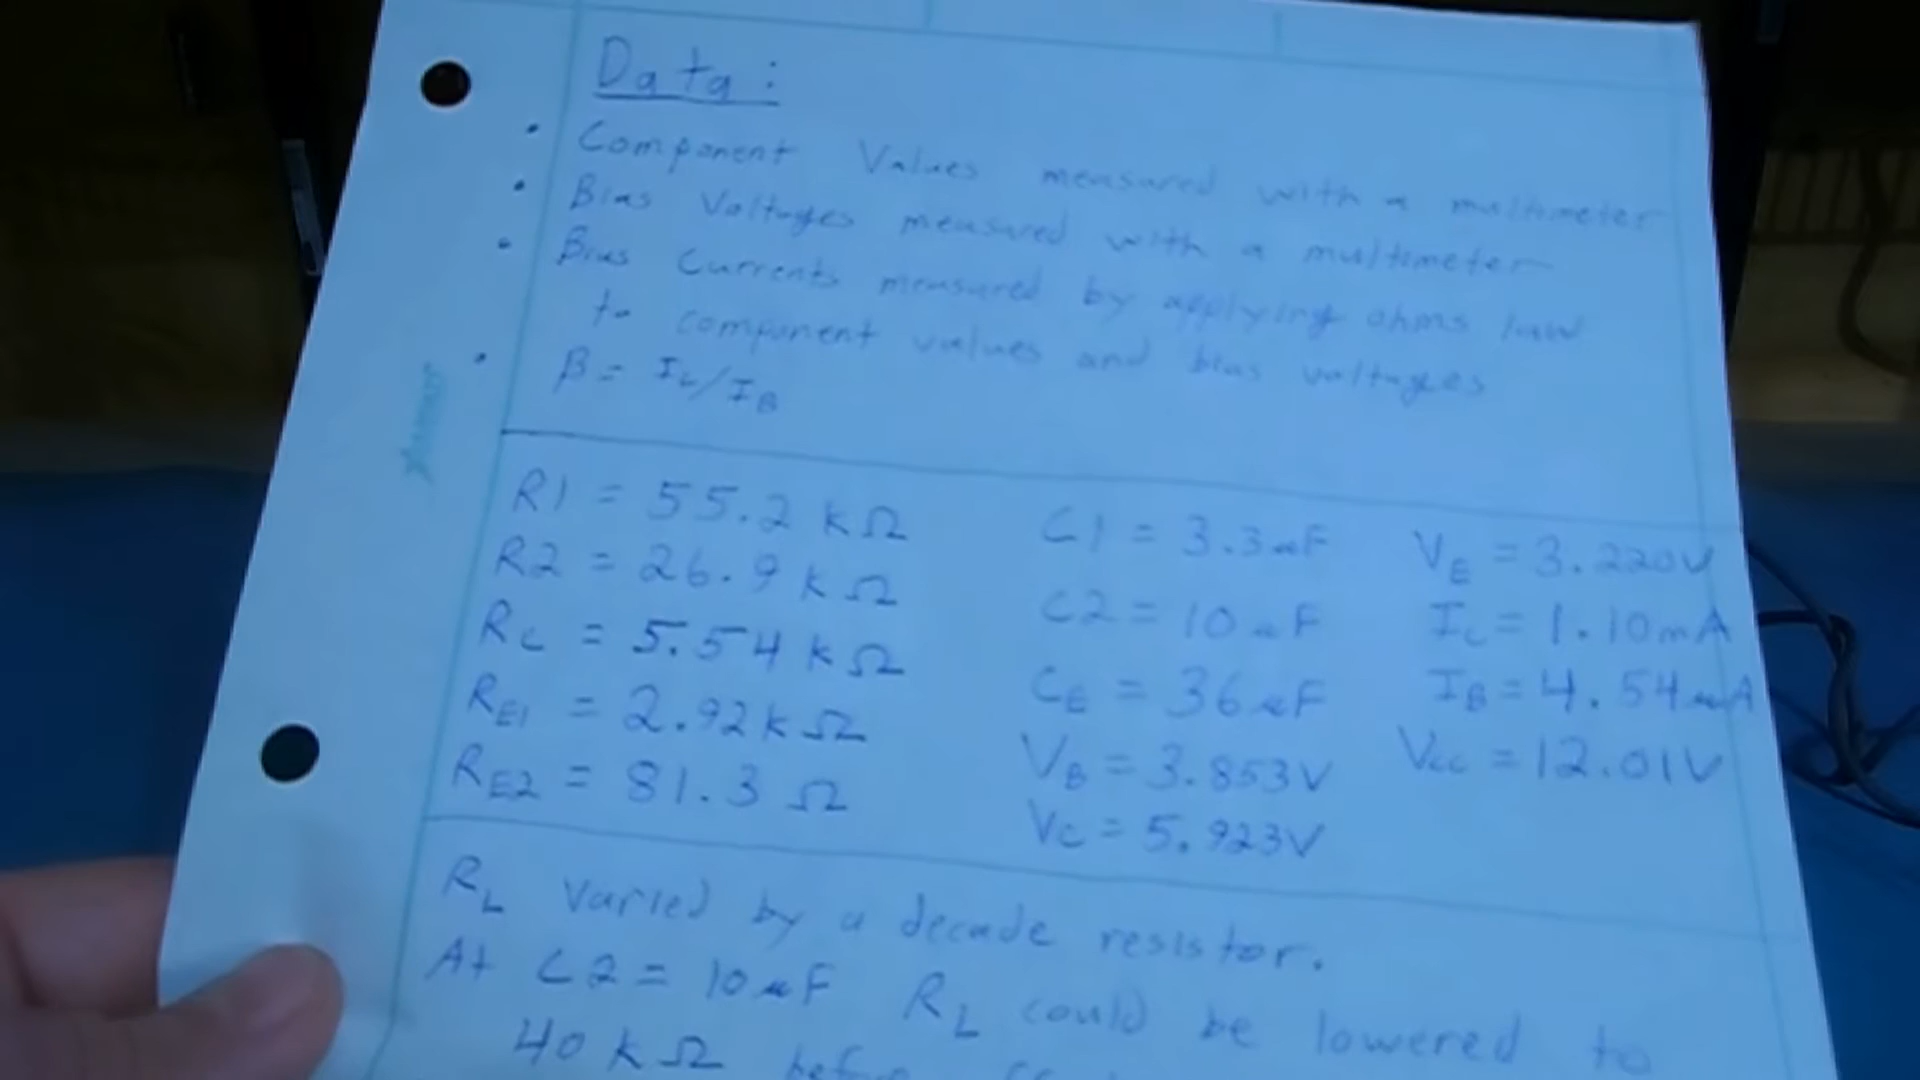 Data:
• Component Values measured with a multimeter
• Bias Voltages measured with a multimeter
• Bias Currents measured by applying ohms law
to component values and bias voltages
• β = IC/IB
R1 = 55.2 kΩ
R2 = 26.9 kΩ
RC = 5.54 kΩ
RE1 = 2.92 kΩ
RE2 = 81.3 Ω
C1 = 3.3 µF
C2 = 10 µF
CE = 36 µF
VB = 3.853V
VC = 5.923V
VE = 3.220V
IC = 1.10mA
IB = 4.54µA
VCC = 12.01V
RL varied by a decade resistor.
At C2 = 10 µF RL could be lowered to
40 kΩ before